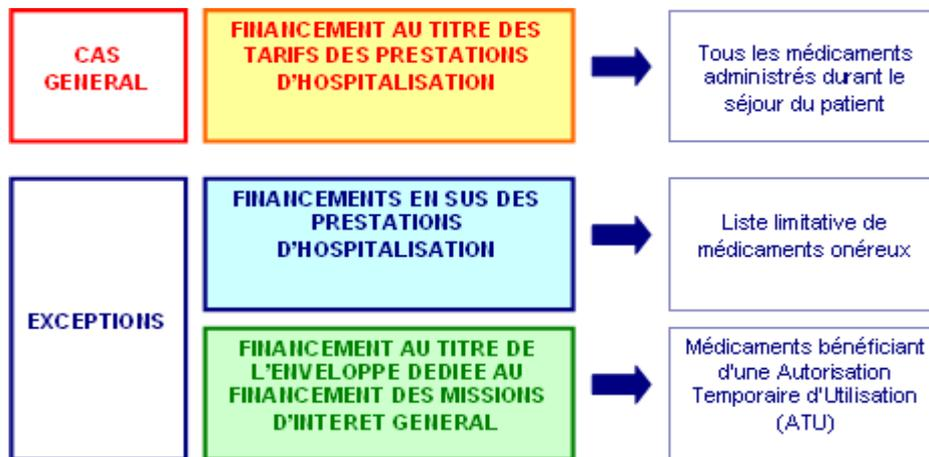 CAS
GENERAL
FINANCEMENT AU TITRE DES
TARIFS DES PRESTATIONS
D'HOSPITALISATION
Tous les médicaments
administrés durant le
séjour du patient
EXCEPTIONS
FINANCEMENTS EN SUS DES
PRESTATIONS
D'HOSPITALISATION
Liste limitative de
médicaments onéreux
FINANCEMENT AU TITRE DE
L'ENVELOPPE DEDIEE AU
FINANCEMENT DES MISSIONS
D'INTERET GENERAL
Médicaments bénéficiant
d'une Autorisation
Temporaire d'Utilisation
(ATU)